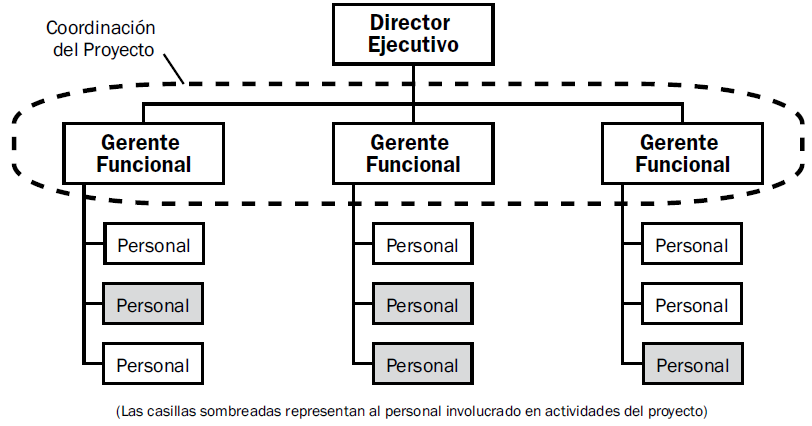 Coordinación
del Proyecto
Director
Ejecutivo
Gerente
Funcional
Gerente
Funcional
Gerente
Funcional
Personal
Personal
Personal
Personal
Personal
Personal
Personal
Personal
Personal
(Las casillas sombreadas representan al personal involucrado en actividades del proyecto)